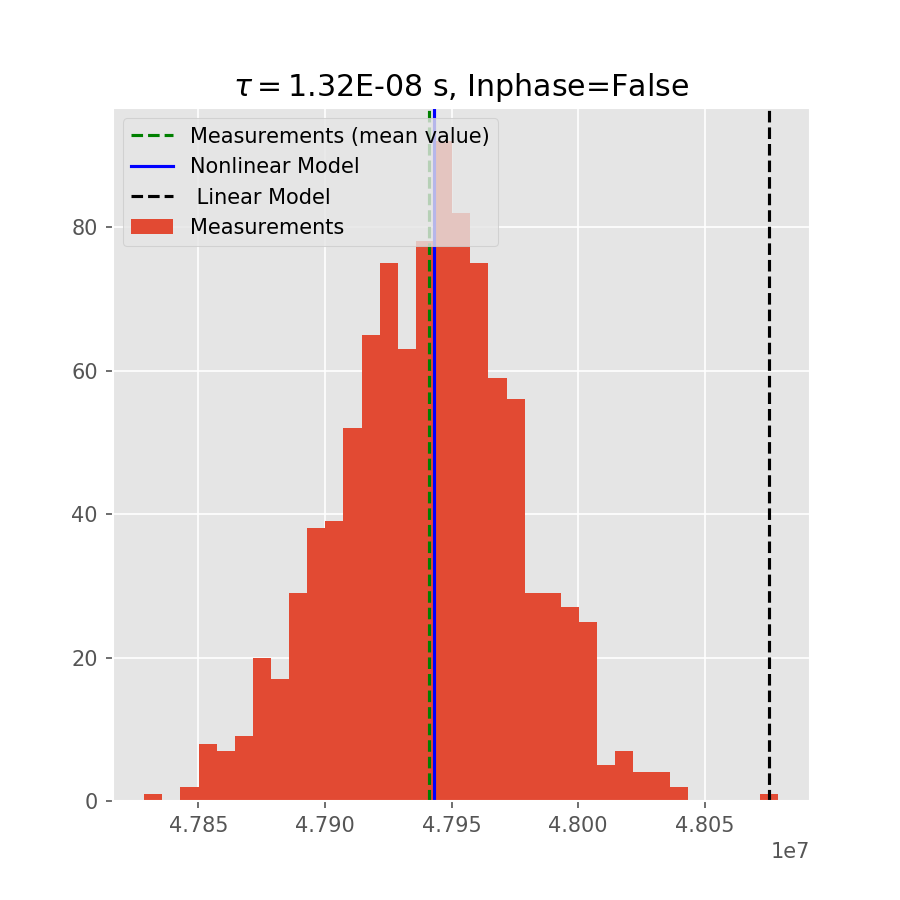 τ = 1.32E-08 s, Inphase=False
Measurements (mean value)
Nonlinear Model
Linear Model
Measurements
80
60
40
20
0
4.785 4.790 4.795 4.800 4.805
1e7